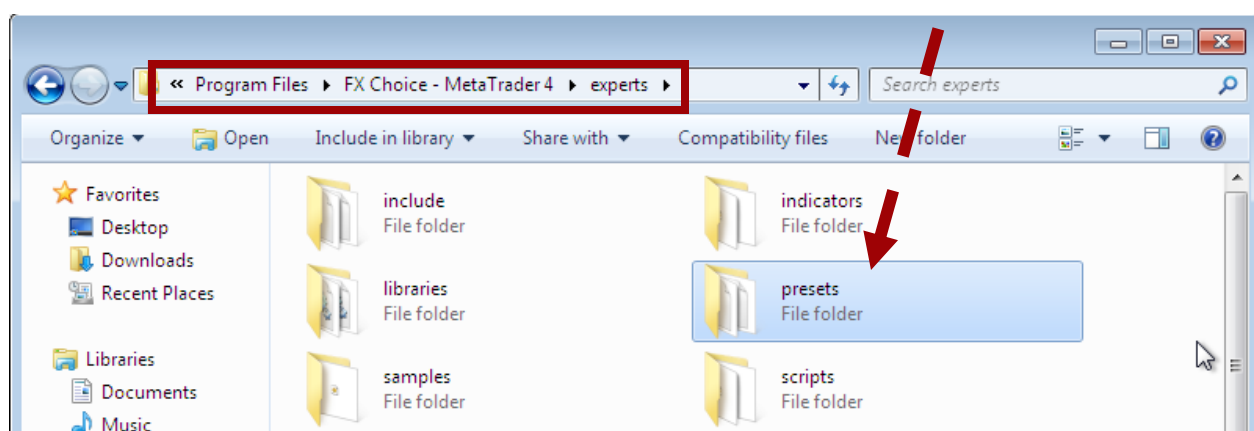 « Program Files ▸ FX Choice - MetaTrader 4 ▸ experts ▸ Search experts
Organize Open Include in library Share with Compatibility files New folder
Favorites
Desktop
Downloads
Recent Places
Libraries
Documents
Music
include
File folder
indicators
File folder
libraries
File folder
presets
File folder
samples
File folder
scripts
File folder